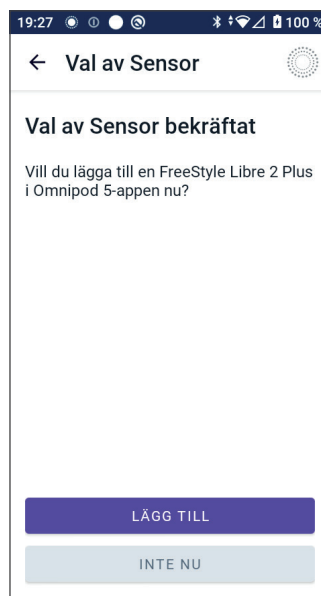 19:27 100 %
Val av Sensor
Val av Sensor bekräftat
Vill du lägga till en FreeStyle Libre 2 Plus
i Omnipod 5-appen nu?
LÄGG TILL
INTE NU